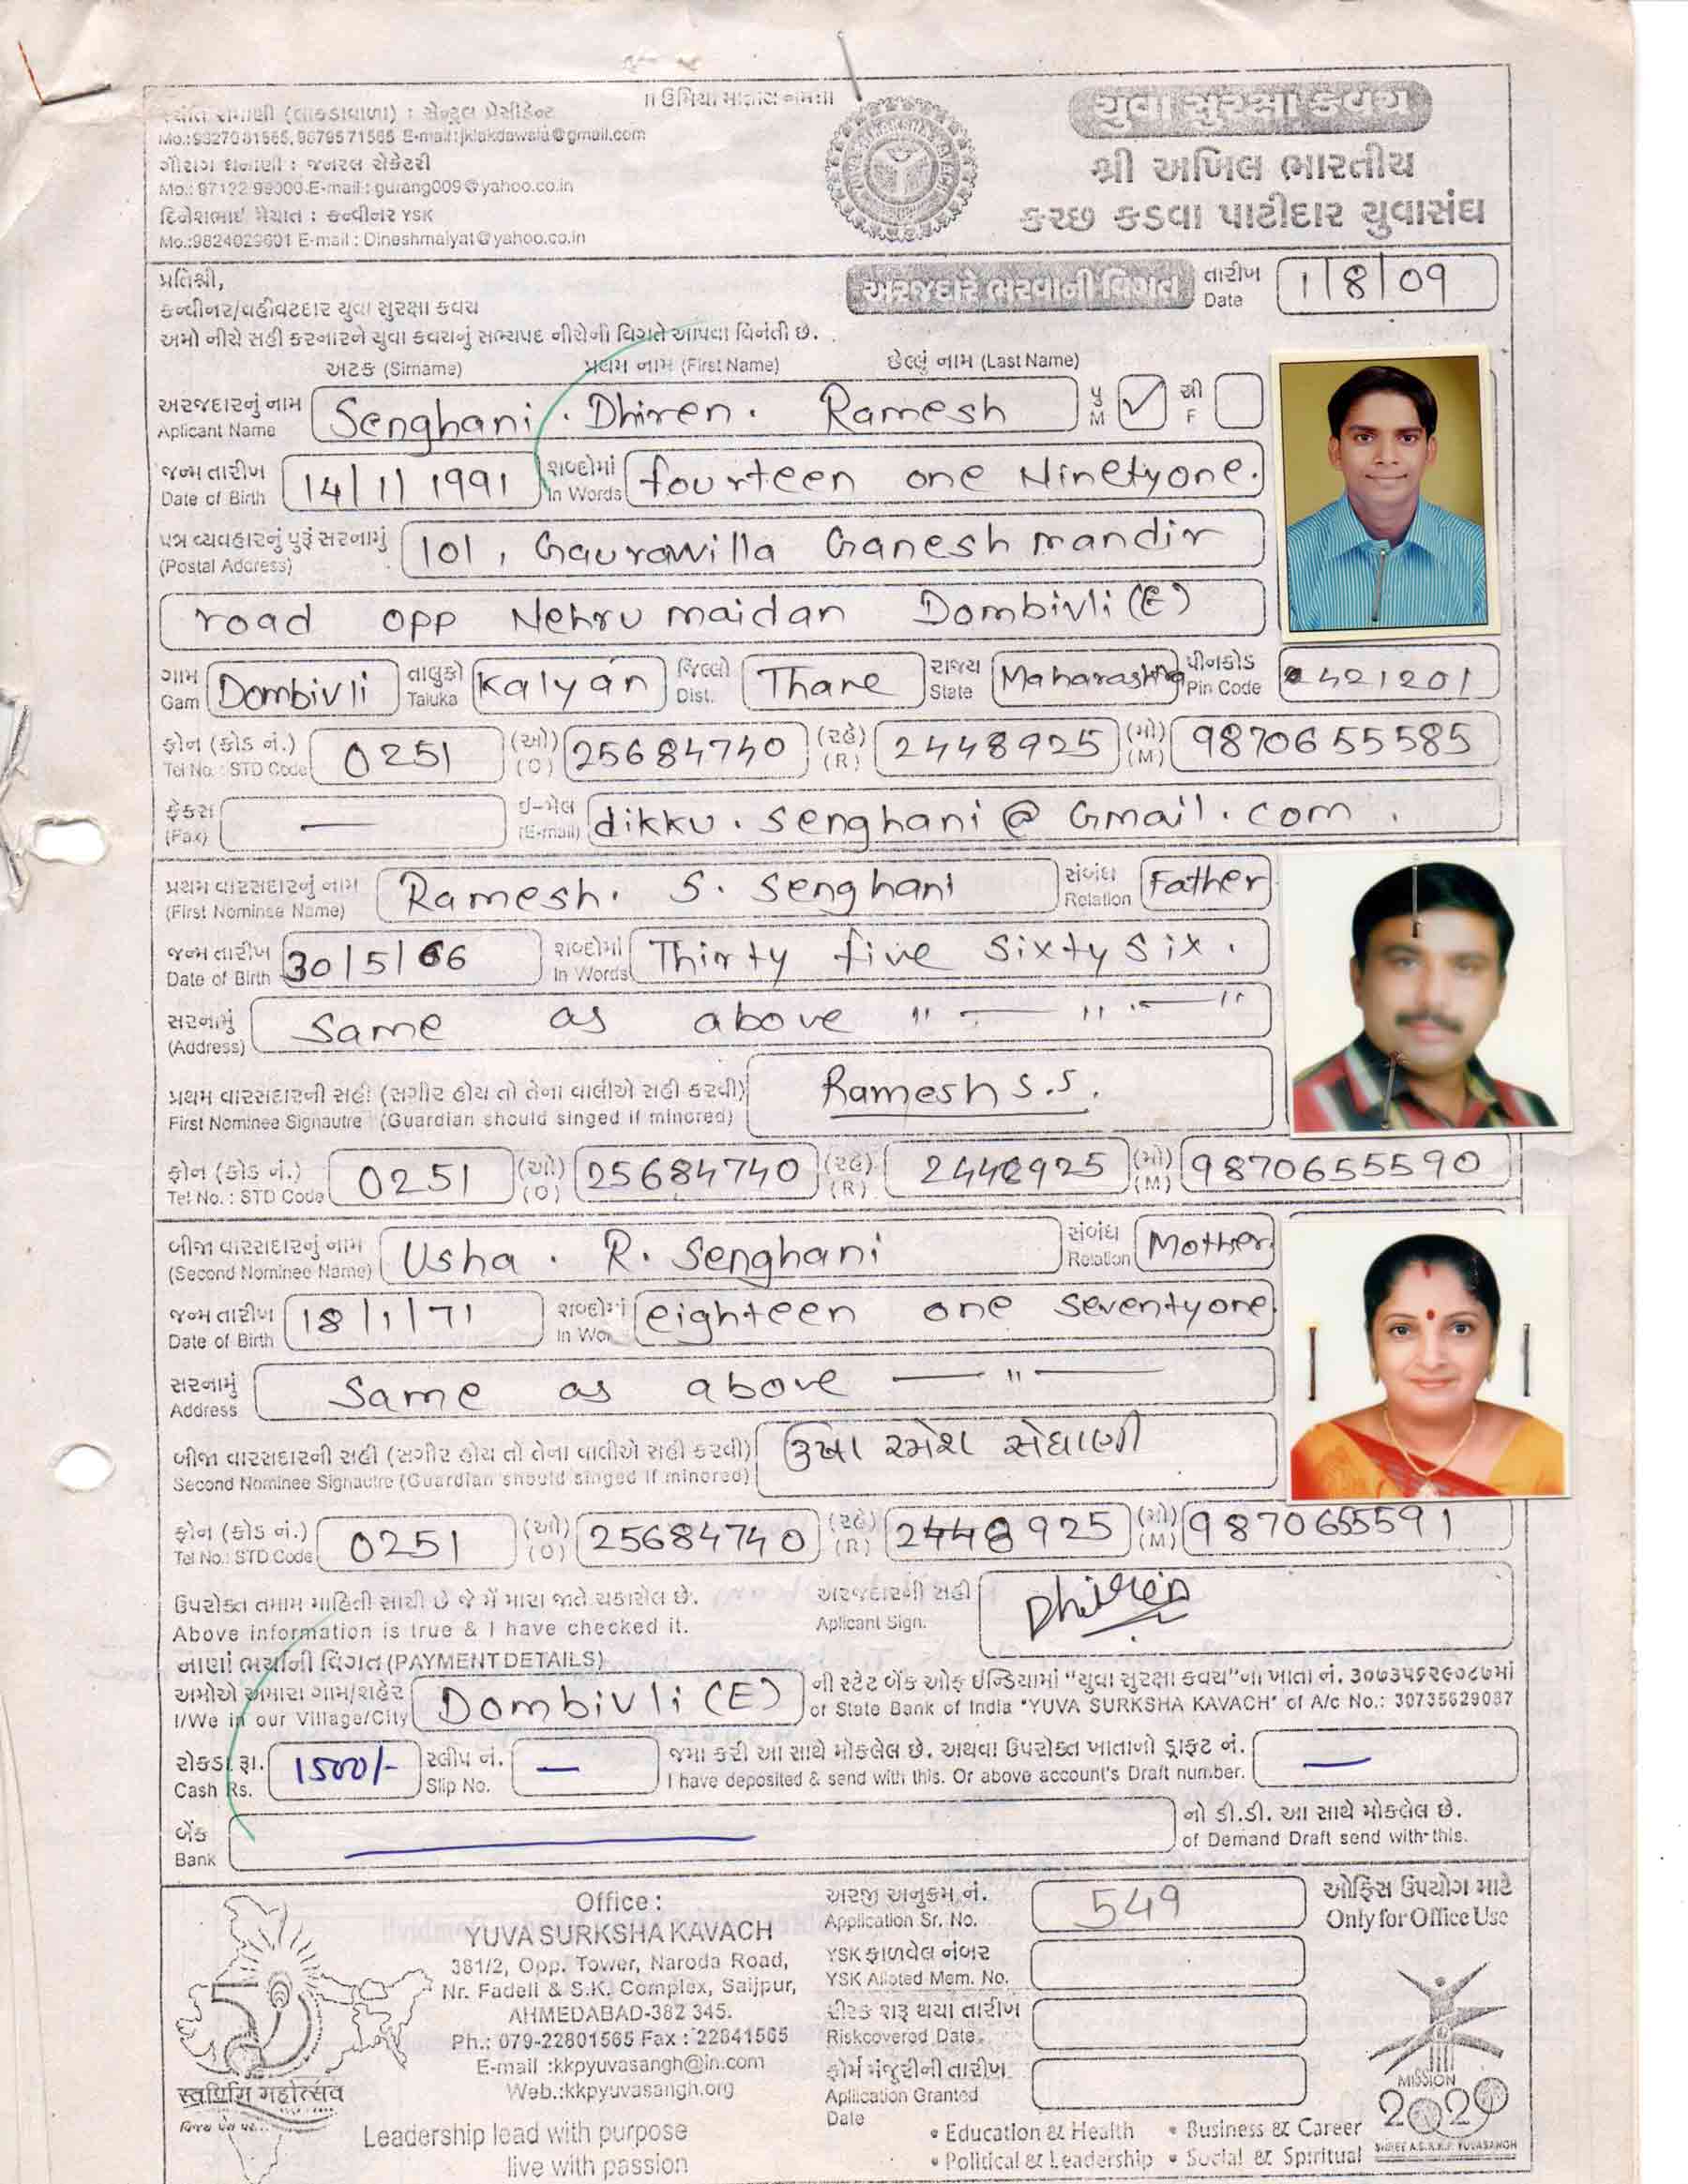 ॥ ઉમિયા માતાય નમઃ॥
(લાકડાવાળા) : સેન્ટ્રલ પ્રેસીડેન્ટ
E-mail: jklakdawala@gmail.com
ગૌરાંગ ધનાણી : જનરલ સેક્રેટરી
E-mail : gurang009@yahoo.co.in
દિનેશભાઈ મૈયાત : કન્વીનર YSK
Mo.:9824029601 E-mail : Dineshmaiyat@yahoo.co.in
યુવા સુરક્ષા કવચ
શ્રી અખિલ ભારતીય
કચ્છ કડવા પાટીદાર યુવાસંઘ
પ્રતિશ્રી,
કન્વીનર/વહીવટદાર યુવા સુરક્ષા કવચ
અરજદારે ભરવાની વિગત
તારીખ
Date 1/8/09
અમો નીચે સહી કરનારને યુવા કવચનું સભ્યપદ નીચેની વિગતે આપવા વિનંતી છે.
અટક (Sirname) પ્રથમ નામ (First Name) છેલ્લું નામ (Last Name)
અરજદારનું નામ પુ સ્ત્રી
Aplicant Name Senghani . Dhiren . Ramesh M ✓ F
જન્મ તારીખ શબ્દોમાં
Date of Birth 14/1/1991 In Words fourteen one Ninetyone.
પત્ર વ્યવહારનું પુરૂં સરનામું
(Postal Address) 101 , Gauravvilla Ganesh mandir
road opp Nehru maidan Dombivli (E)
ગામ તાલુકો જિલ્લો રાજ્ય પીનકોડ
Gam Dombivli Taluka Kalyan Dist. Thane State Maharashtra Pin Code 421201
ફોન (કોડ નં.) (ઓ) (રહે) (મો)
Tel No. : STD Code 0251 (O) 25684740 (R) 2448925 (M) 9870655585
ફેક્સ ઈ-મેલ
(Fax) — (E-mail) dikku . senghani @ Gmail . com .
પ્રથમ વારસદારનું નામ સંબંધ
(First Nominee Name) Ramesh. S. Senghani Relation Father
જન્મ તારીખ શબ્દોમાં
Date of Birth 30/5/66 In Words Thirty five Sixty Six .
સરનામું
(Address) Same as above " — " — "
પ્રથમ વારસદારની સહી (સગીર હોય તો તેના વાલીએ સહી કરવી)
First Nominee Signautre (Guardian should singed if minored) Ramesh S.S.
ફોન (કોડ નં.) (ઓ) (રહે) (મો)
Tel No. : STD Code 0251 (O) 25684740 (R) 2448925 (M) 9870655590
બીજા વારસદારનું નામ સંબંધ
(Second Nominee Name) Usha . R. Senghani Relation Mother
જન્મ તારીખ શબ્દોમાં
Date of Birth 18/1/71 In Wor eighteen one Seventyone.
સરનામું
Address Same as above — " —
બીજા વારસદારની સહી (સગીર હોય તો તેના વાલીએ સહી કરવી)
Second Nominee Signautre (Guardian should singed if minored) ઉષા રમેશ સેંઘાણી
ફોન (કોડ નં.) (ઓ) (રહે) (મો)
Tel No.: STD Code 0251 (O) 25684740 (R) 2448925 (M) 9870655591
ઉપરોક્ત તમામ માહિતી સાચી છે જે મેં મારા જાતે ચકાસેલ છે. અરજદારની સહી
Above information is true & I have checked it. Aplicant Sign. Dhiren
નાણાં ભર્યાની વિગત (PAYMENT DETAILS)
અમોએ અમારા ગામ/શહેર ની સ્ટેટ બેંક ઓફ ઈન્ડિયામાં "યુવા સુરક્ષા કવચ"ના ખાતા નં. ૩૦૭૩૫૬૨૯૦૮૭માં
I/We in our Village/City Dombivli (E) of State Bank of India "YUVA SURKSHA KAVACH" of A/c No.: 30735629087
રોકડા રૂા. સ્લીપ નં. જમા કરી આ સાથે મોકલેલ છે. અથવા ઉપરોક્ત ખાતાનો ડ્રાફ્ટ નં.
Cash Rs. 1500/- Slip No. — I have deposited & send with this. Or above account's Draft number. —
બેંક નો ડી.ડી. આ સાથે મોકલેલ છે.
Bank of Demand Draft send with this.
Office :
YUVA SURKSHA KAVACH
381/2, Opp. Tower, Naroda Road,
Nr. Fadeli & S.K. Complex, Saijpur,
AHMEDABAD-382 345.
Ph.: 079-22801565 Fax : 22841565
E-mail :kkpyuvasangh@in.com
Web.:kkpyuvasangh.org
Leadership lead with purpose
live with passion
स्वर्णिम महोत्सव
અરજી અનુક્રમ નં.
Application Sr. No. 549
YSK ફાળવેલ નંબર
YSK Alloted Mem. No.
રીસ્ક શરૂ થયા તારીખ
Riskcovered Date.
ફોર્મ મંજૂરીની તારીખ
Apllication Granted
Date
ઓફિસ ઉપયોગ માટે
Only for Office Use
MISSION
2020
SHREE A.B.K.K.P. YUVASANGH
• Education & Health • Business & Career
• Political & Leadership • Social & Spiritual